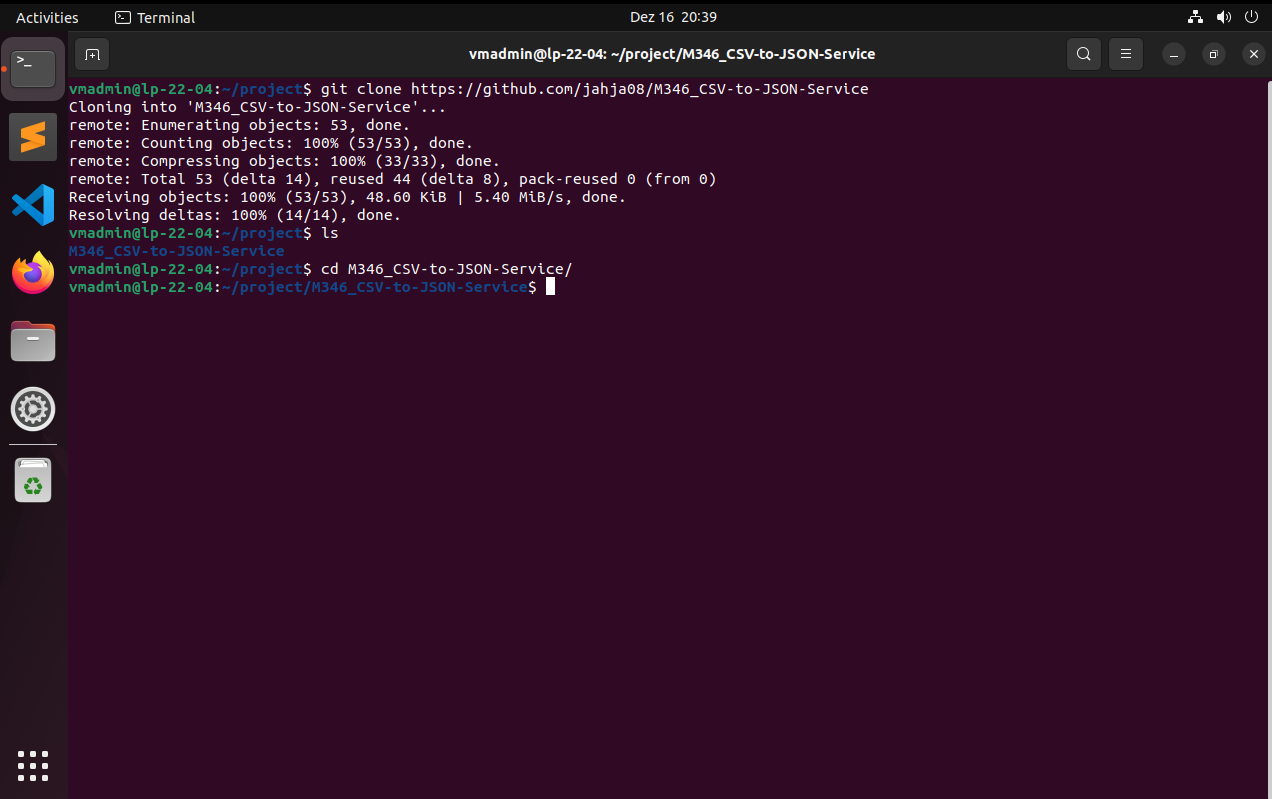 Activities
Terminal
Dez 16 20:39
vmadmin@lp-22-04: ~/project/M346_CSV-to-JSON-Service
vmadmin@lp-22-04:~/project$ git clone https://github.com/jahja08/M346_CSV-to-JSON-Service
Cloning into 'M346_CSV-to-JSON-Service'...
remote: Enumerating objects: 53, done.
remote: Counting objects: 100% (53/53), done.
remote: Compressing objects: 100% (33/33), done.
remote: Total 53 (delta 14), reused 44 (delta 8), pack-reused 0 (from 0)
Receiving objects: 100% (53/53), 48.60 KiB | 5.40 MiB/s, done.
Resolving deltas: 100% (14/14), done.
vmadmin@lp-22-04:~/project$ ls
M346_CSV-to-JSON-Service
vmadmin@lp-22-04:~/project$ cd M346_CSV-to-JSON-Service/
vmadmin@lp-22-04:~/project/M346_CSV-to-JSON-Service$